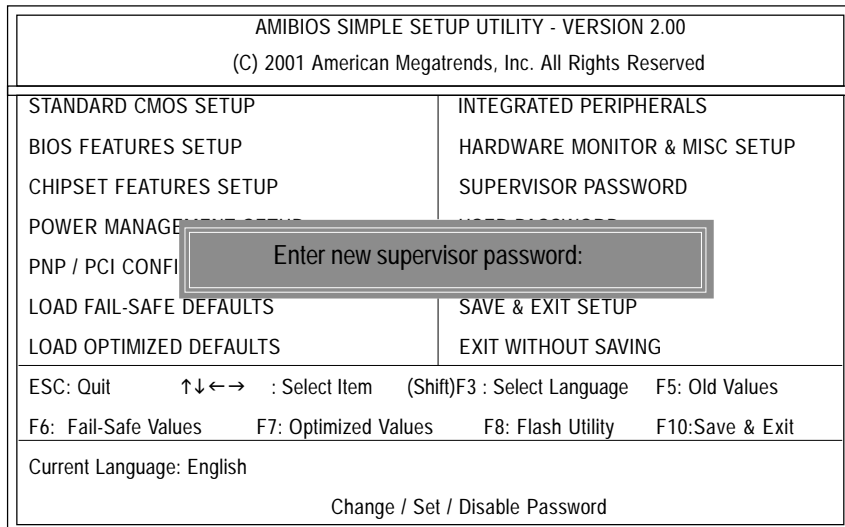 AMIBIOS SIMPLE SETUP UTILITY - VERSION 2.00
(C) 2001 American Megatrends, Inc. All Rights Reserved
STANDARD CMOS SETUP
BIOS FEATURES SETUP
CHIPSET FEATURES SETUP
POWER
PNP / PCI
LOAD FAIL-SAFE DEFAULTS
LOAD OPTIMIZED DEFAULTS
INTEGRATED PERIPHERALS
HARDWARE MONITOR & MISC SETUP
SUPERVISOR PASSWORD
SAVE & EXIT SETUP
EXIT WITHOUT SAVING
Enter new supervisor password:
ESC: Quit ↑↓←→ : Select Item (Shift)F3 : Select Language F5: Old Values
F6: Fail-Safe Values F7: Optimized Values F8: Flash Utility F10:Save & Exit
Current Language: English
Change / Set / Disable Password